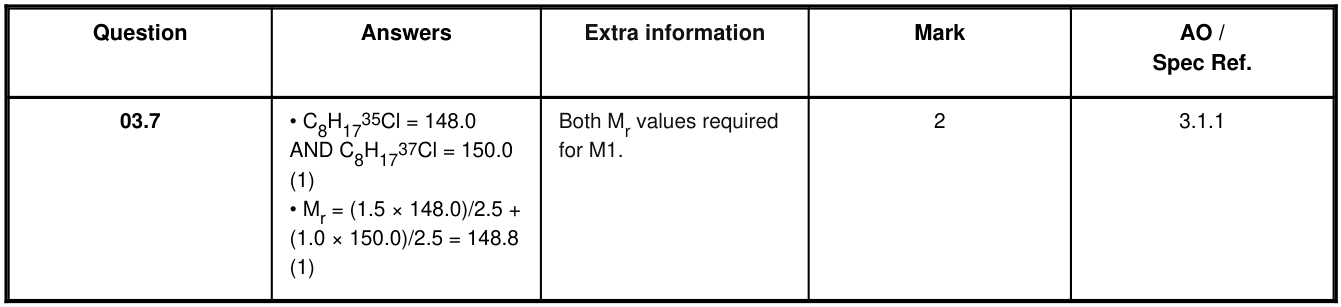 Question Answers Extra information Mark AO /
Spec Ref.
03.7 • C₈H₁₇³⁵Cl = 148.0 Both Mᵣ values required 2 3.1.1
AND C₈H₁₇³⁷Cl = 150.0 for M1.
(1)
• Mᵣ = (1.5 × 148.0)/2.5 +
(1.0 × 150.0)/2.5 = 148.8
(1)